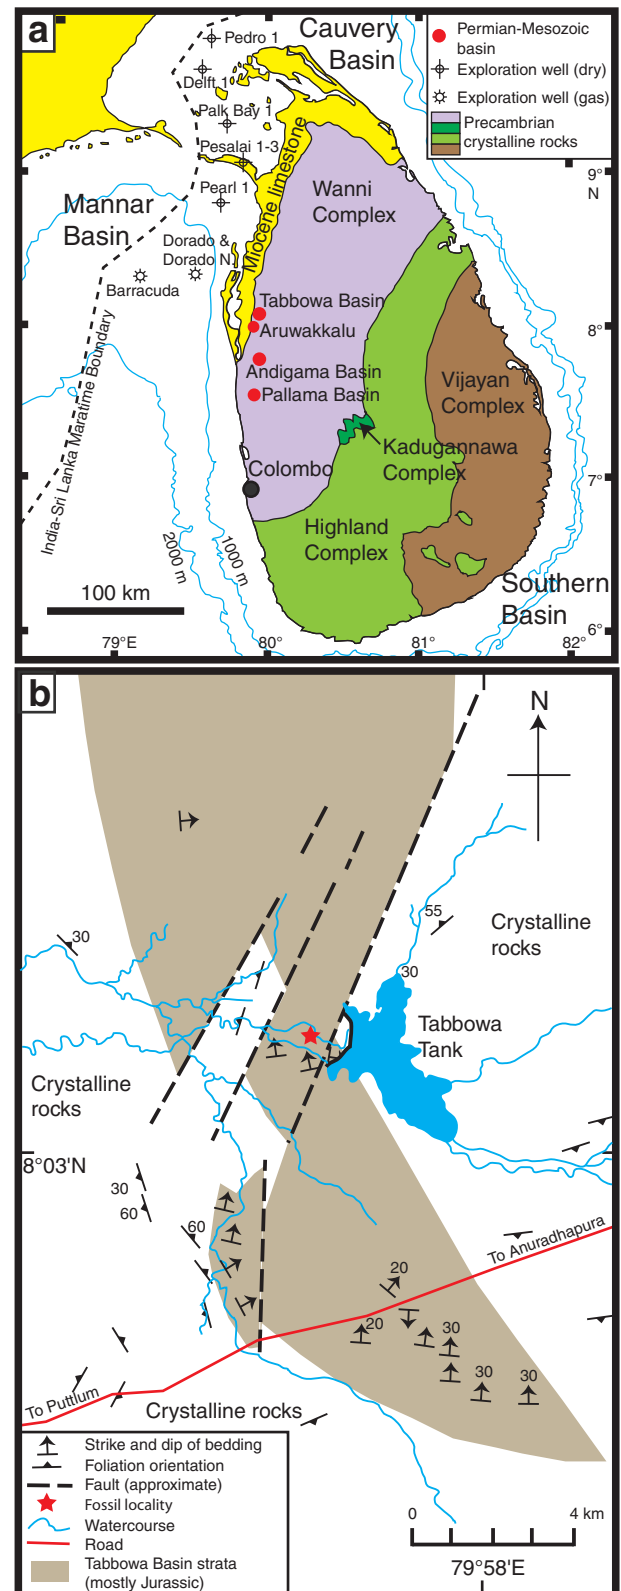 a
Cauvery
Basin
Pedro 1
Delft 1
Palk Bay 1
Pesalai 1-3
Pearl 1
Permian-Mesozoic
basin
Exploration well (dry)
Exploration well (gas)
Precambrian
crystalline rocks
9°
N
Mannar
Basin
Miocene limestone
Wanni
Complex
Dorado &
Dorado N.
Barracuda
Tabbowa Basin
Aruwakkalu
8°
Andigama Basin
Pallama Basin
Vijayan
Complex
India-Sri Lanka Maratime Boundary
Kadugannawa
Complex
Colombo
7°
Highland
Complex
2000 m
1000 m
100 km
Southern
Basin
6°
79°E
80°
81°
82°
b
N
55
30
Crystalline
rocks
30
Tabbowa
Tank
Crystalline
rocks
8°03'N
30
60
60
To Anuradhapura
20
20
30
30
30
To Puttlum
Crystalline rocks
Strike and dip of bedding
Foliation orientation
Fault (approximate)
Fossil locality
Watercourse
Road
Tabbowa Basin strata
(mostly Jurassic)
0
4 km
79°58'E